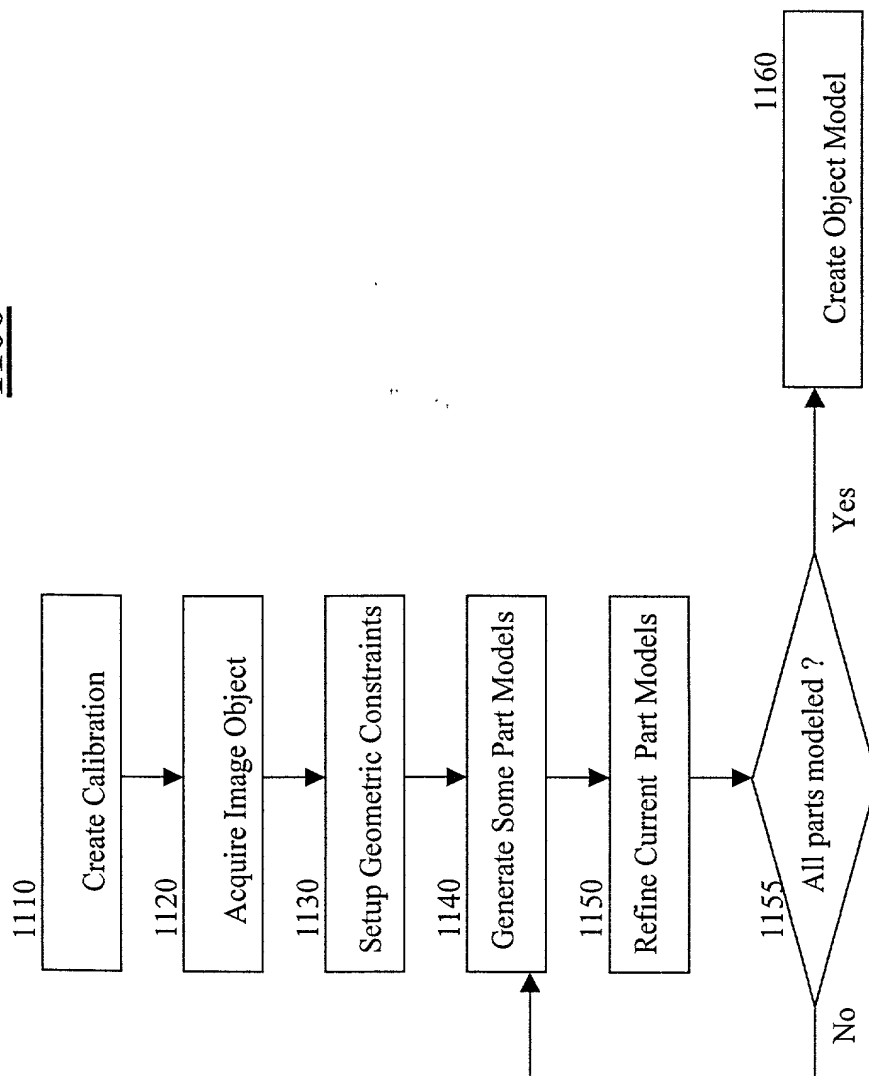 1110
Create Calibration
1120
Acquire Image Object
1130
Setup Geometric Constraints
1140
Generate Some Part Models
1150
Refine Current Part Models
1155
All parts modeled ?
No
Yes
1160
Create Object Model